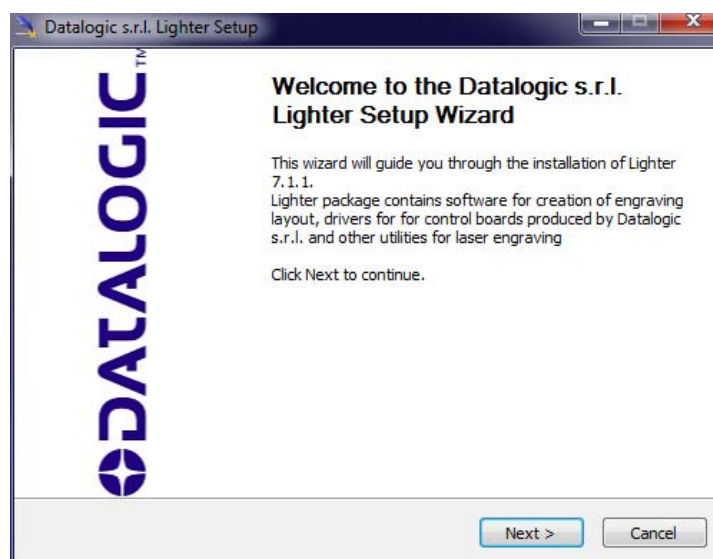 Datalogic s.r.l. Lighter Setup
DATALOGIC™
Welcome to the Datalogic s.r.l.
Lighter Setup Wizard
This wizard will guide you through the installation of Lighter
7.1.1.
Lighter package contains software for creation of engraving
layout, drivers for for control boards produced by Datalogic
s.r.l. and other utilities for laser engraving
Click Next to continue.
Next >
Cancel